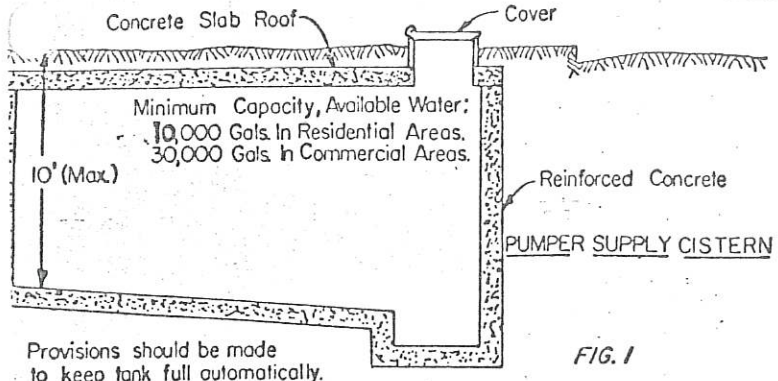 Concrete Slab Roof
Cover
Minimum Capacity, Available Water:
10,000 Gals. In Residential Areas.
30,000 Gals. In Commercial Areas.
10' (Max.)
Reinforced Concrete
PUMPER SUPPLY CISTERN
Provisions should be made
to keep tank full automatically.
FIG. 1